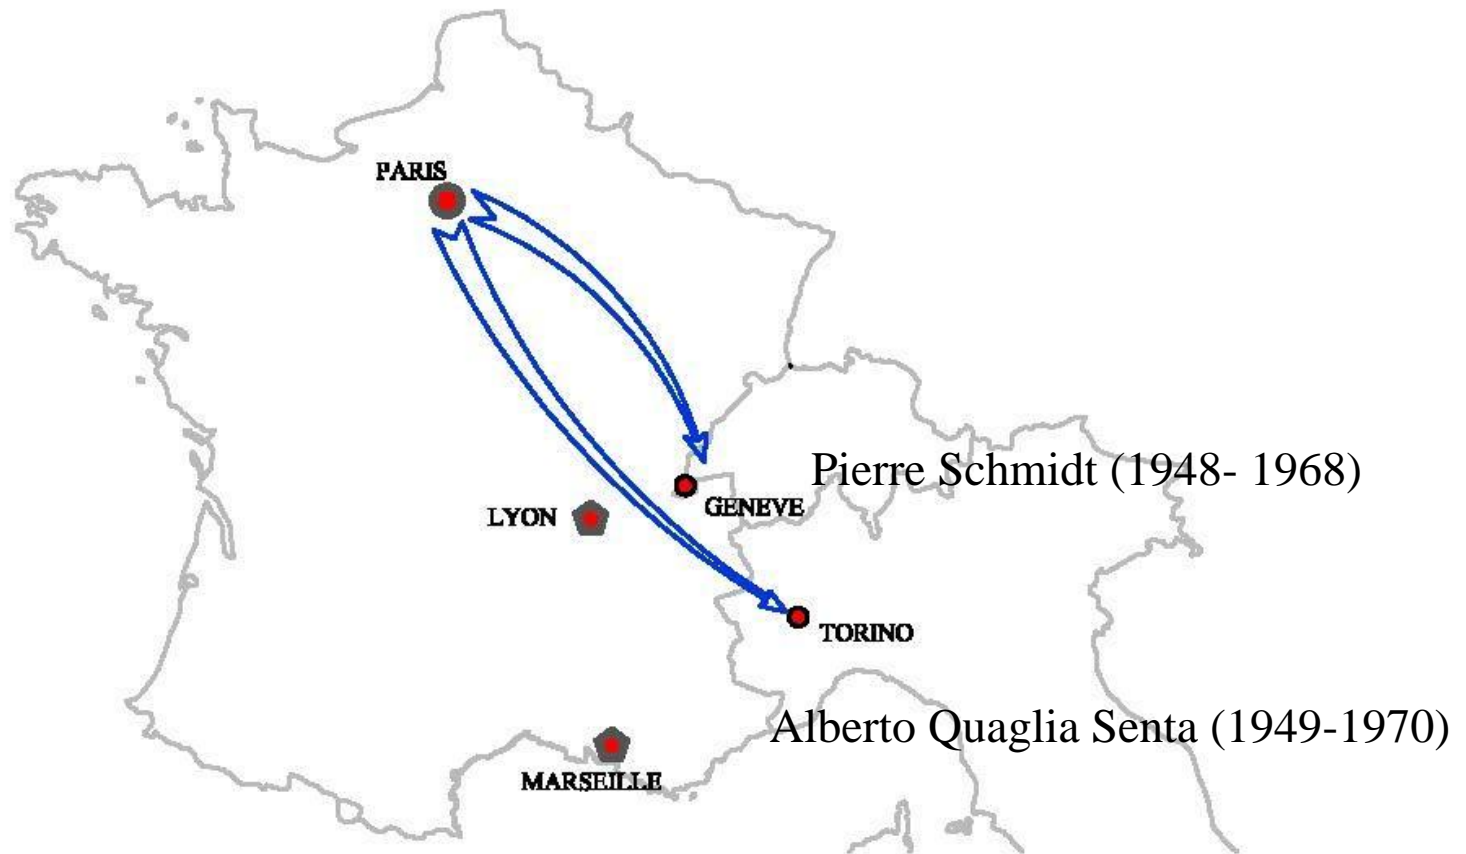 PARIS
Pierre Schmidt (1948- 1968)
GENEVE
LYON
TORINO
Alberto Quaglia Senta (1949-1970)
MARSEILLE